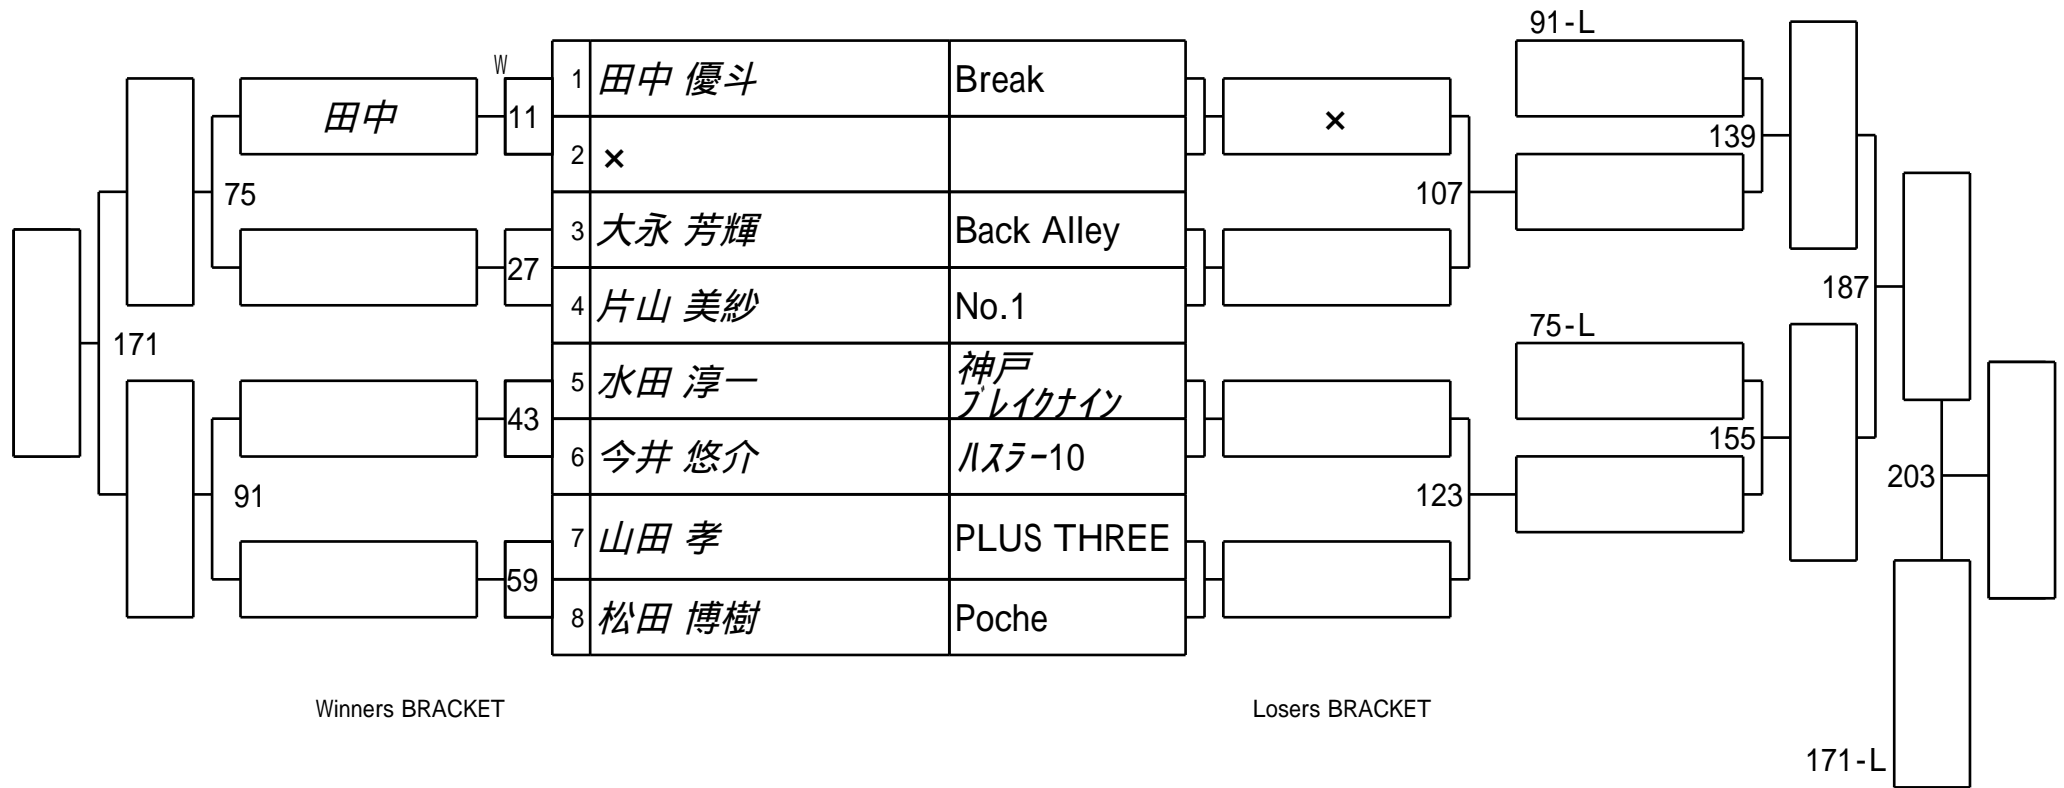 91-L
W
1 田中 優斗 Break
田中
11
×
139
2 ×
75
107
3 大永 芳輝 Back Alley
27
187
4 片山 美紗 No.1
75-L
171
5 水田 淳一 神戸
ブレイクナイン
43
155
6 今井 悠介 ハスラー10
203
91
123
7 山田 孝 PLUS THREE
59
8 松田 博樹 Poche
Winners BRACKET
Losers BRACKET
171-L